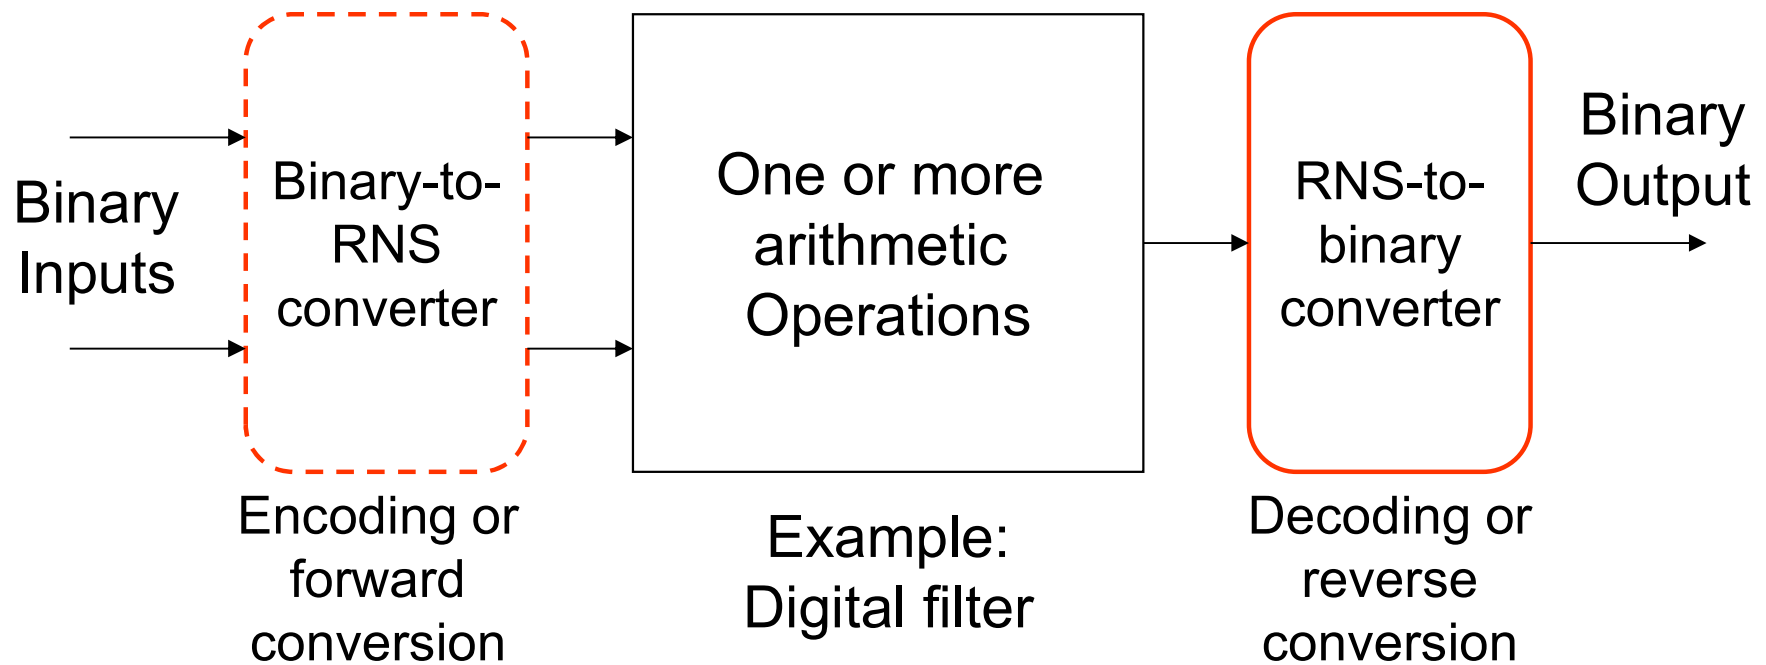 Binary
Inputs
Binary-to-
RNS
converter
Encoding or
forward
conversion
One or more
arithmetic
Operations
Example:
Digital filter
RNS-to-
binary
converter
Decoding or
reverse
conversion
Binary
Output